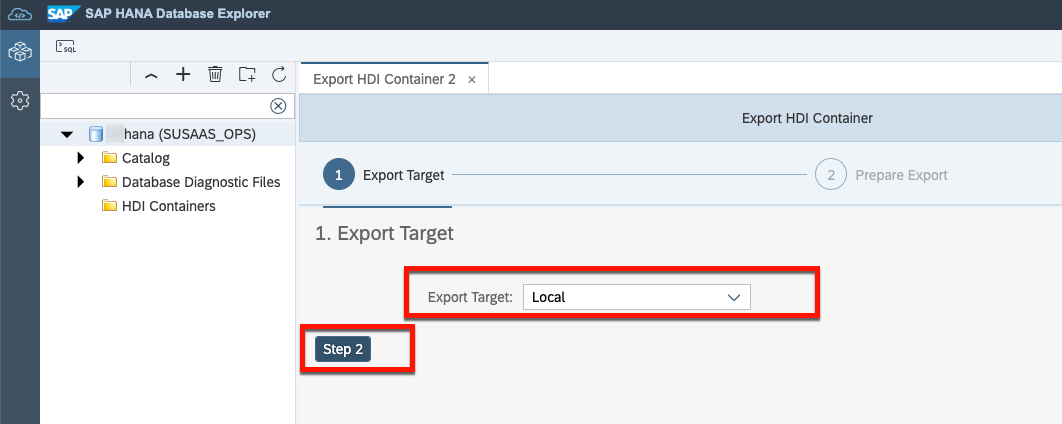 SAP SAP HANA Database Explorer
SQL
Export HDI Container 2 ×
hana (SUSAAS_OPS)
Catalog
Database Diagnostic Files
HDI Containers
Export HDI Container
1 Export Target
2 Prepare Export
1. Export Target
Export Target: Local
Step 2